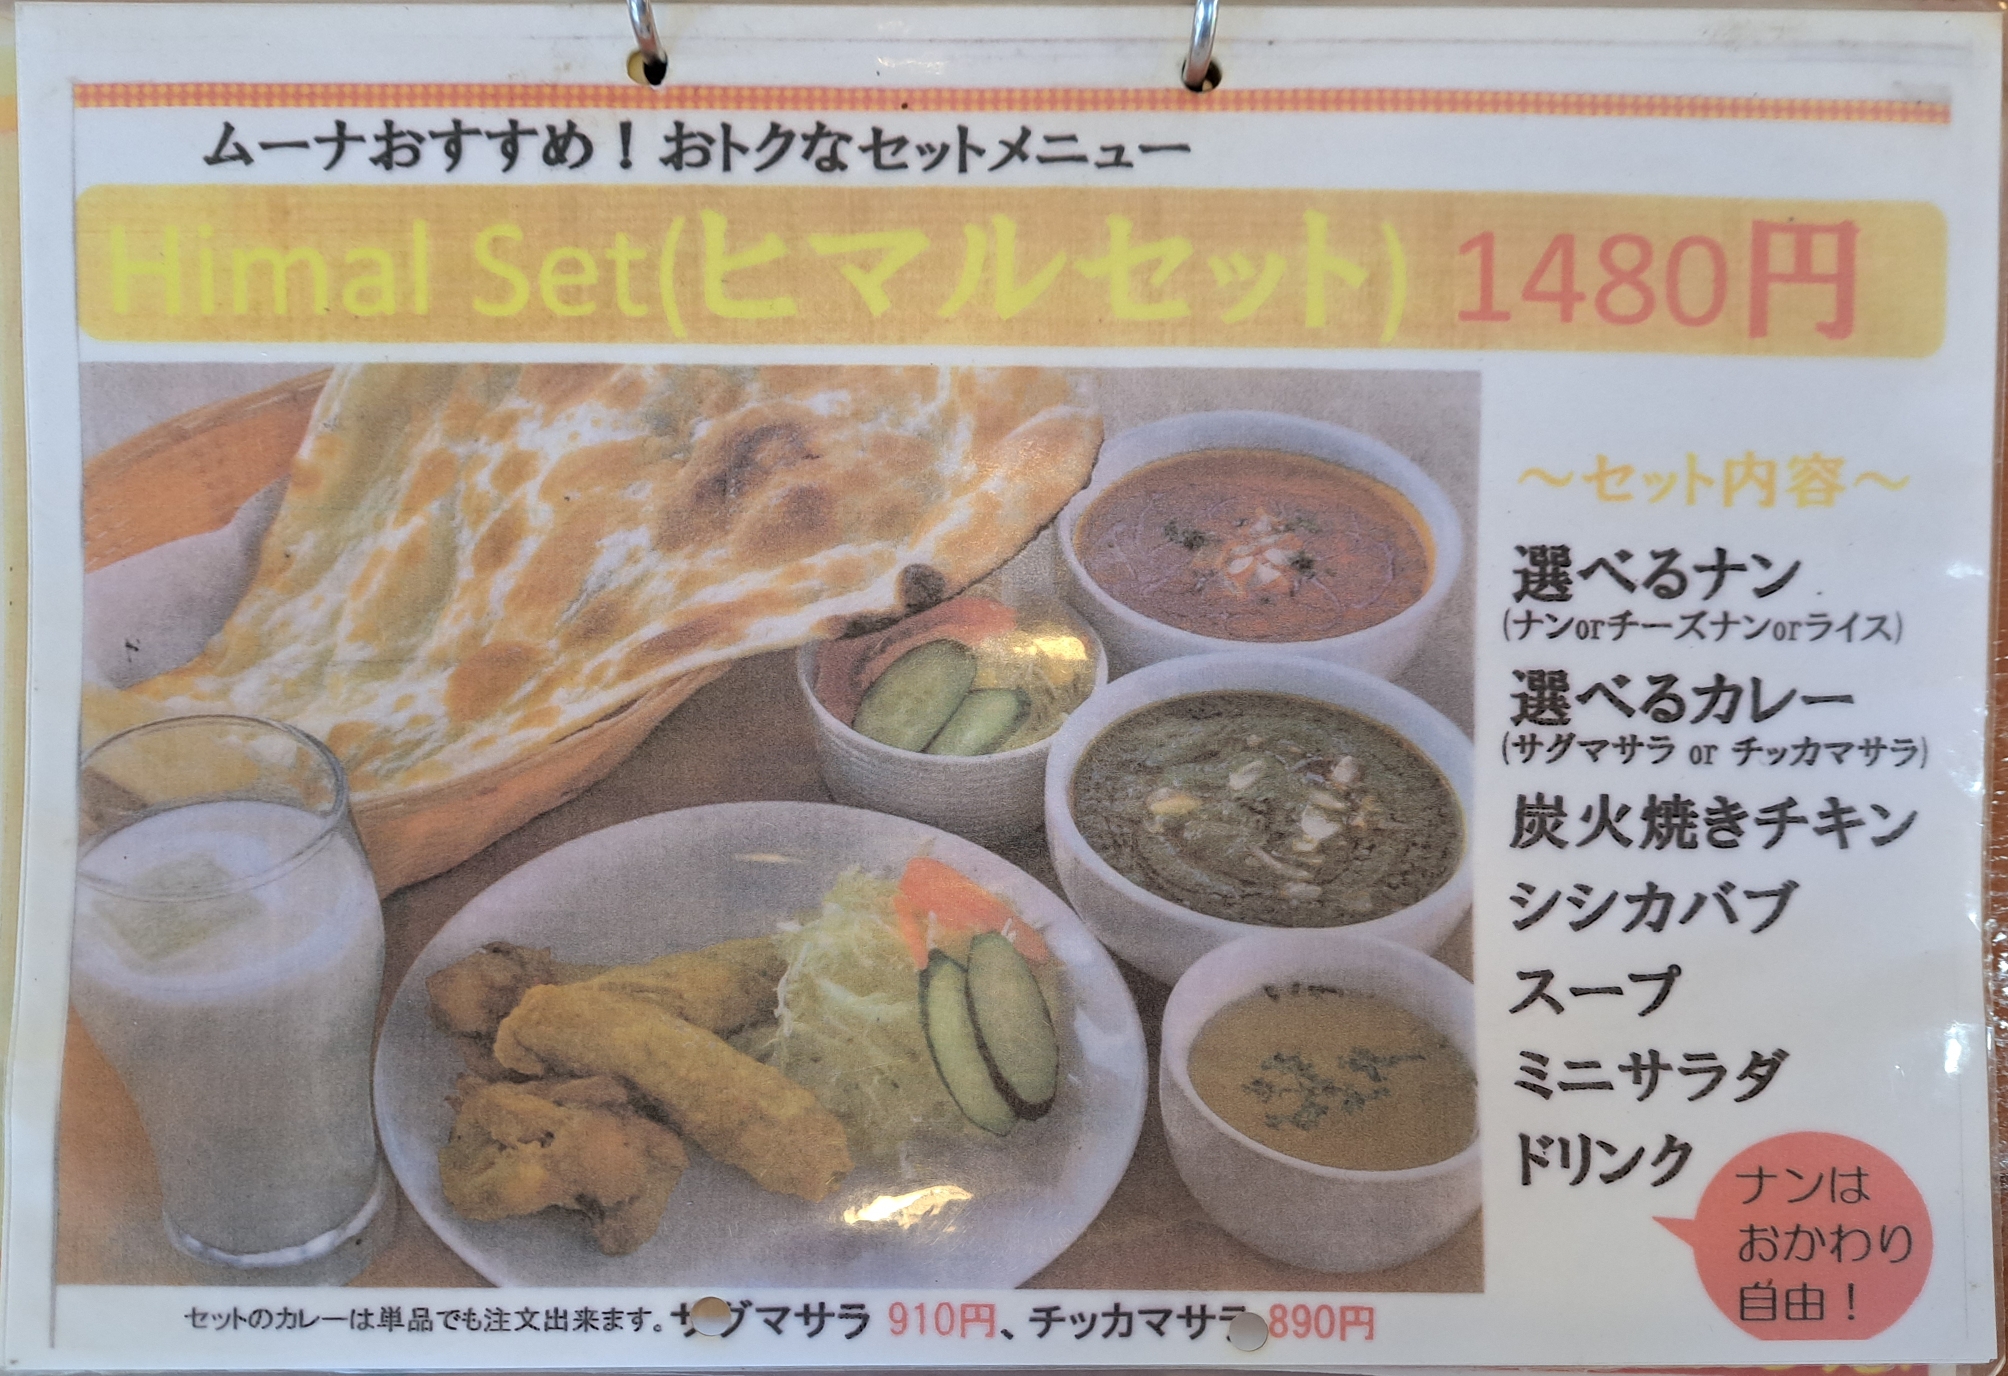 ムーナおすすめ！おトクなセットメニュー
Himal Set(ヒマルセット) 1480円
～セット内容～
選べるナン
(ナンorチーズナンorライス)
選べるカレー
(サグマサラ or チッカマサラ)
炭火焼きチキン
シシカバブ
スープ
ミニサラダ
ドリンク
ナンは
おかわり
自由！
セットのカレーは単品でも注文出来ます。サグマサラ 910円、チッカマサラ 890円